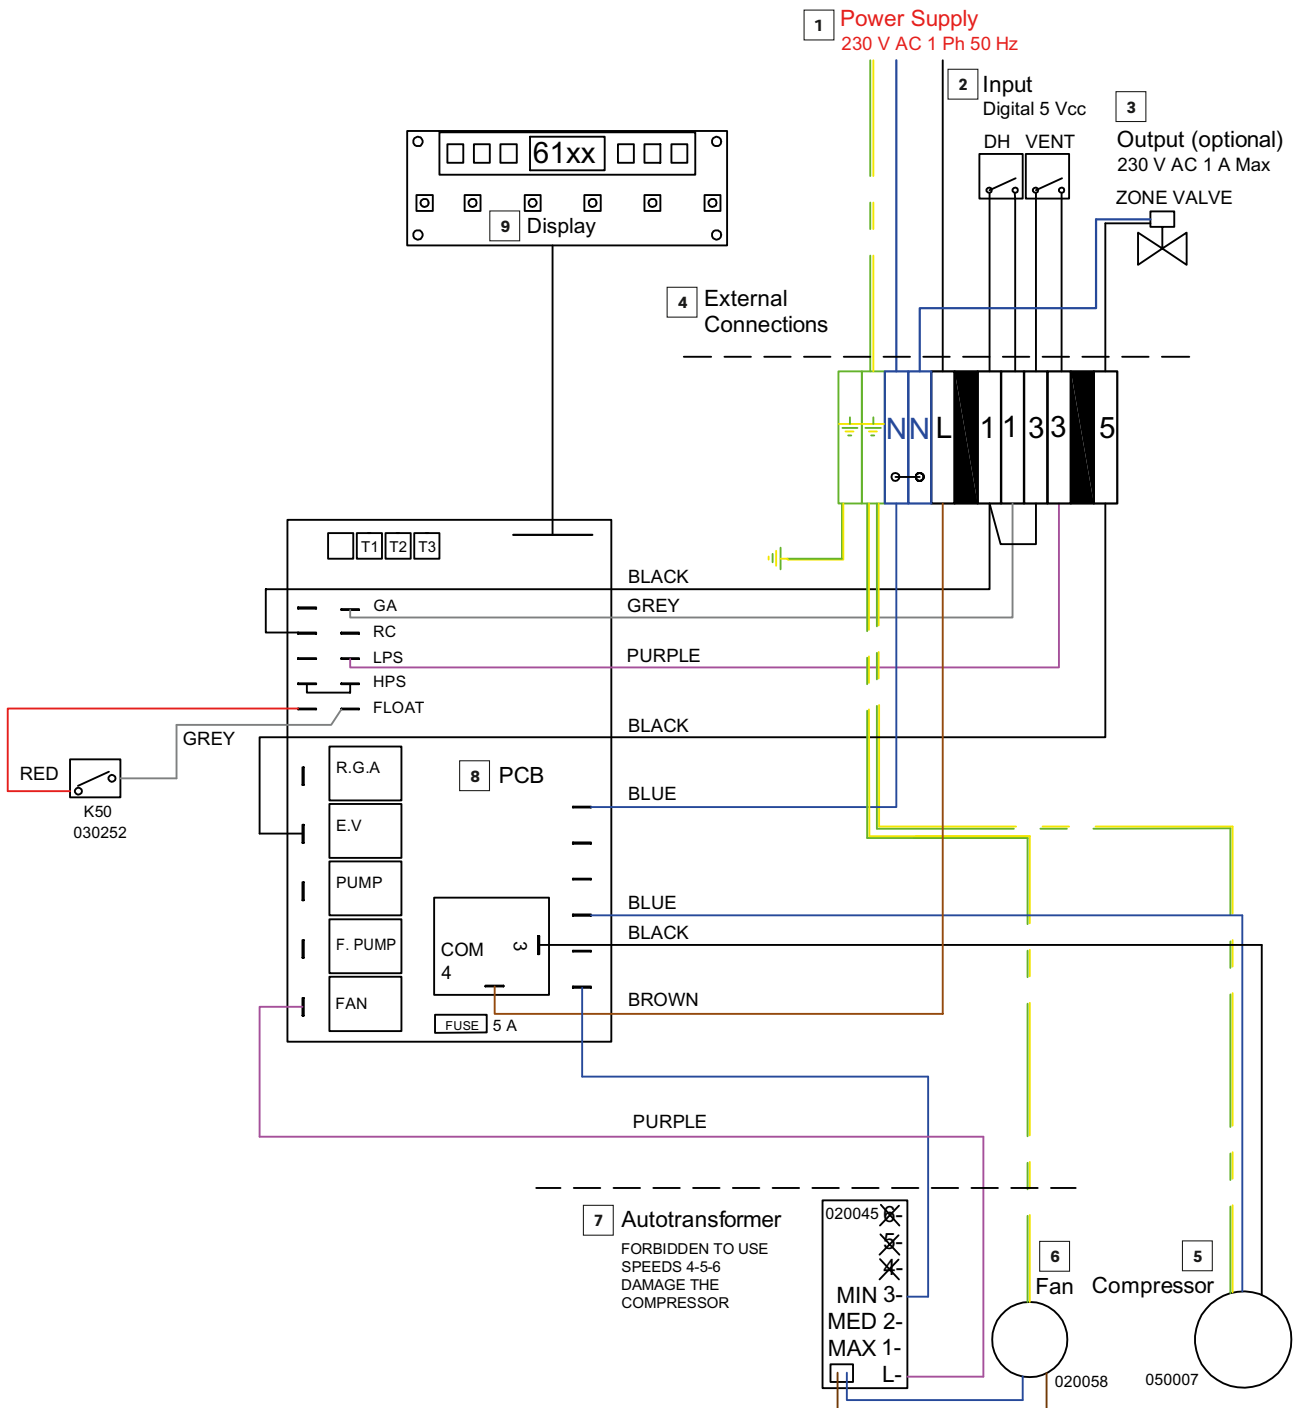 1 Power Supply
230 V AC 1 Ph 50 Hz
2 Input
Digital 5 Vcc
DH VENT
3
Output (optional)
230 V AC 1 A Max
ZONE VALVE
61xx
9 Display
4 External
Connections
N N L 1 1 3 3 5
T1 T2 T3
BLACK
GA
GREY
RC
LPS
PURPLE
HPS
FLOAT
BLACK
GREY
RED
K50
030252
R.G.A
8 PCB
BLUE
E.V
PUMP
BLUE
BLACK
F. PUMP
COM 3
4
BROWN
FAN
FUSE 5 A
PURPLE
7 Autotransformer
FORBIDDEN TO USE
SPEEDS 4-5-6
DAMAGE THE
COMPRESSOR
020045 6-
5-
4-
MIN 3-
MED 2-
MAX 1-
L-
6
Fan
020058
5
Compressor
050007